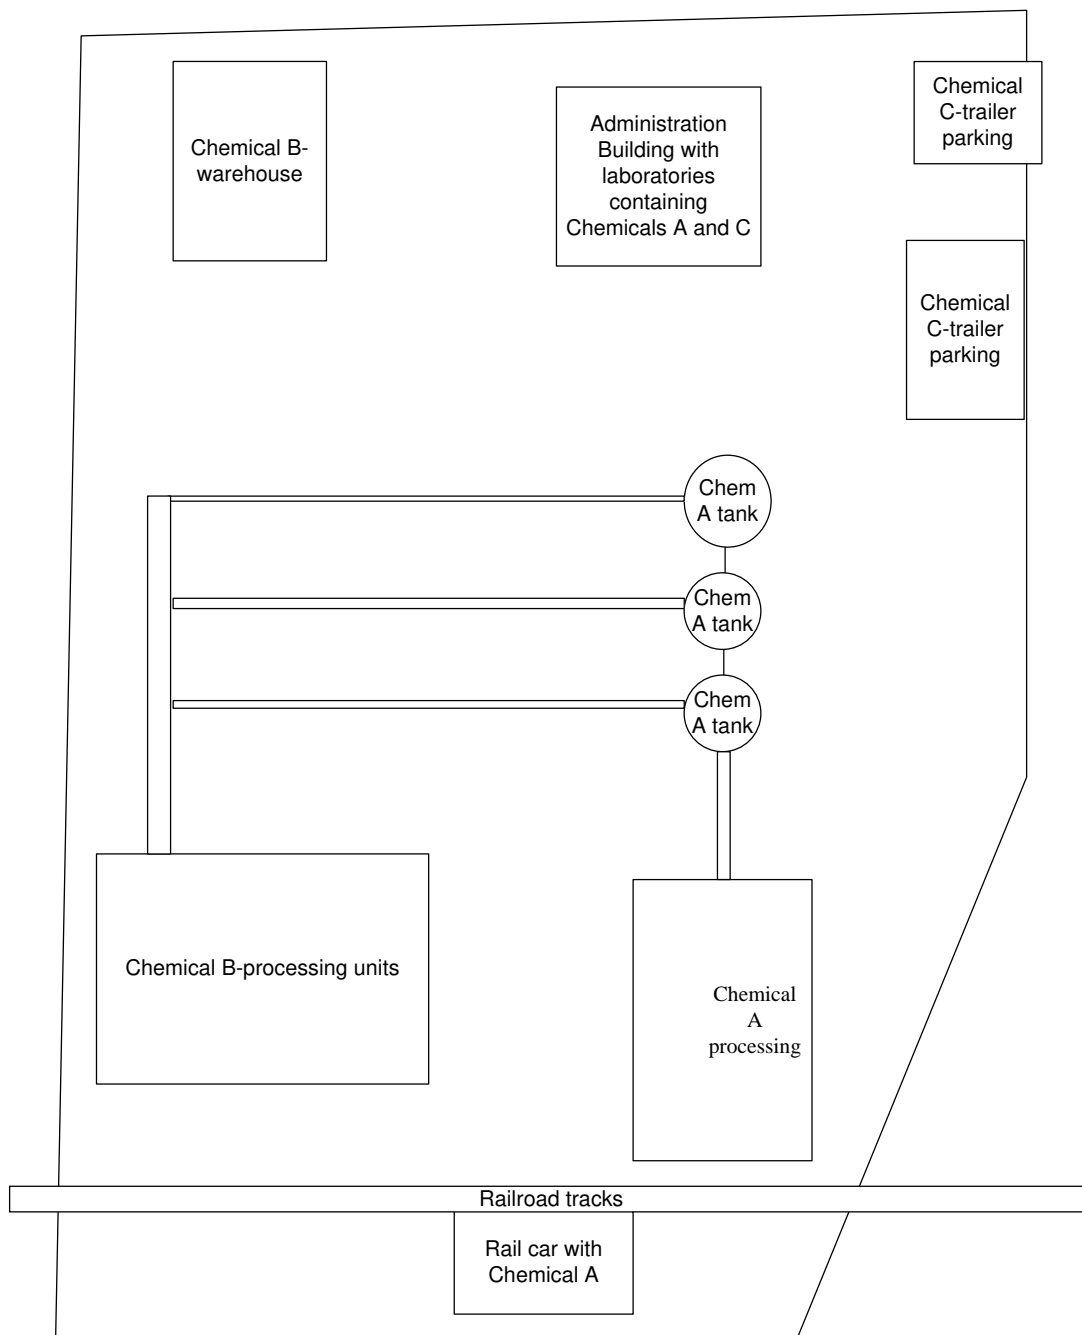 Chemical B-
warehouse
Administration
Building with
laboratories
containing
Chemicals A and C
Chemical
C-trailer
parking
Chemical
C-trailer
parking
Chem
A tank
Chem
A tank
Chem
A tank
Chemical B-processing units
Chemical
A
processing
Railroad tracks
Rail car with
Chemical A